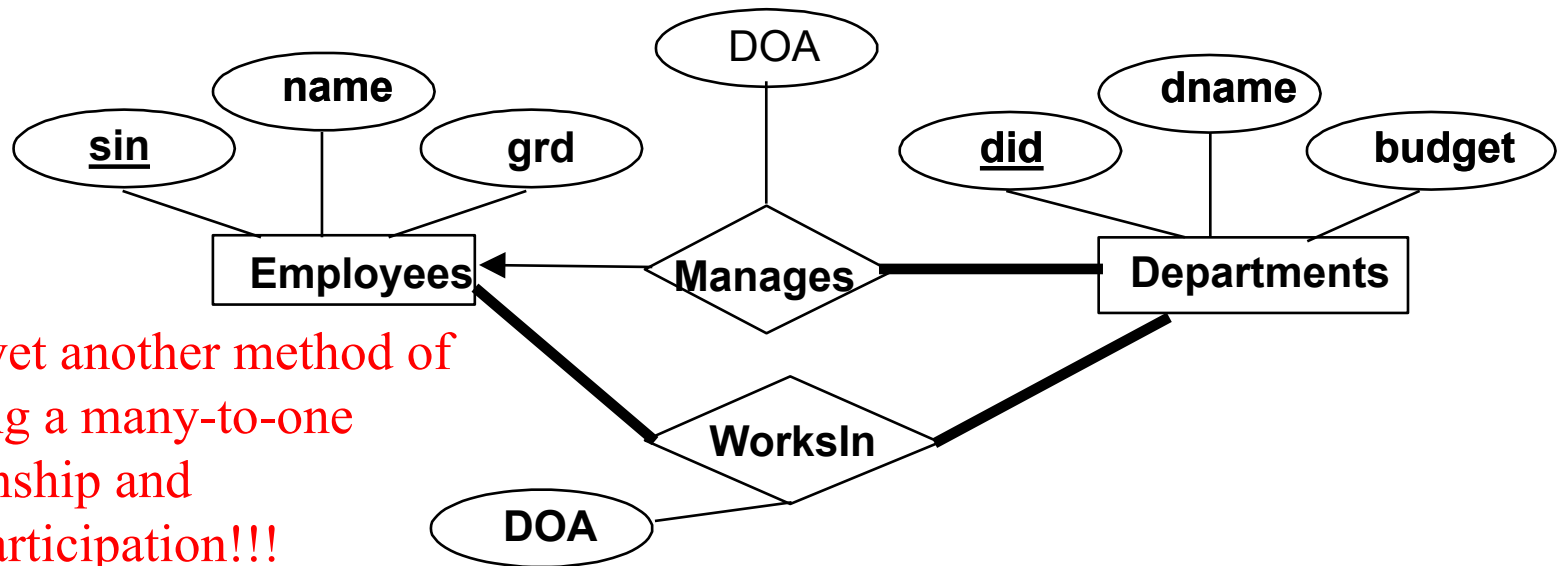 DOA
name
dname
sin
grd
did
budget
Employees
Manages
Departments
yet another method of
g a many-to-one
nship and
articipation!!!
WorksIn
DOA